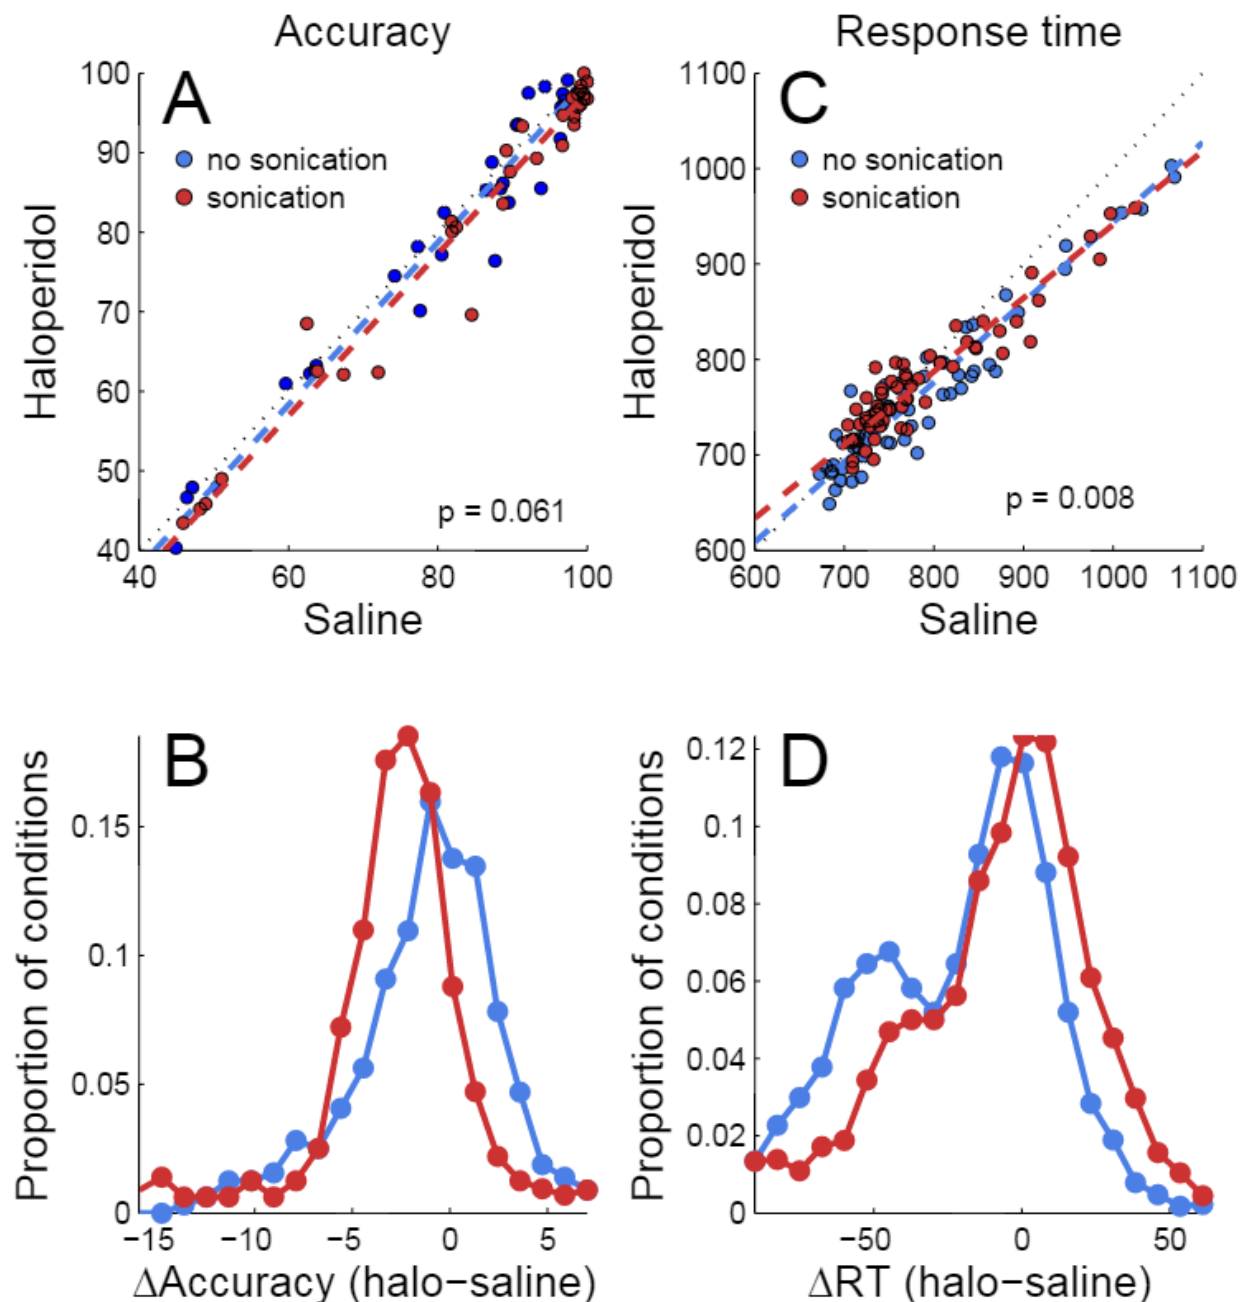 Accuracy
Response time
A
100
90
80
70
60
50
40
no sonication
sonication
Haloperidol
p = 0.061
40 60 80 100
Saline
C
1100
1000
900
800
700
600
no sonication
sonication
Haloperidol
p = 0.008
600 700 800 900 1000 1100
Saline
B
0.15
0.1
0.05
0
Proportion of conditions
−15 −10 −5 0 5
ΔAccuracy (halo−saline)
D
0.12
0.1
0.08
0.06
0.04
0.02
0
Proportion of conditions
−50 0 50
ΔRT (halo−saline)